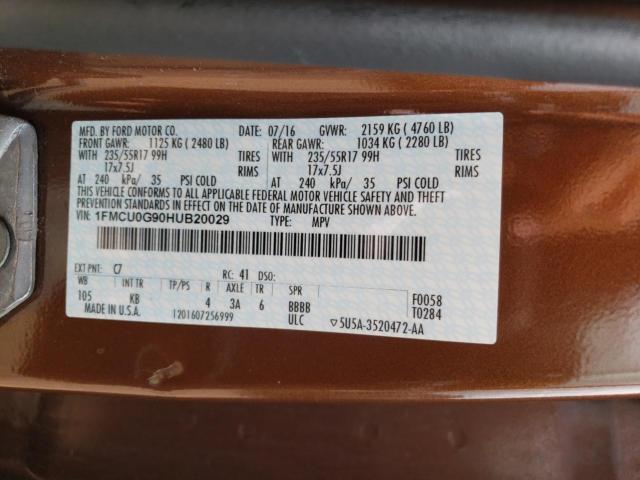 MFD. BY FORD MOTOR CO. 07/16 GVWR: 2159 KG ( 4760 LB)
FRONT GAWR: 1125 KG ( 2480 LB) REAR GAWR: 1034 KG ( 2280 LB)
WITH 235/55R17 99H TIRES WITH 235/55R17 99H TIRES
17x7.5J RIMS 17x7.5J RIMS
AT 240 kPa/ 35 PSI COLD AT 240 kPa/ 35 PSI COLD
THIS VEHICLE CONFORMS TO ALL APPLICABLE FEDERAL MOTOR VEHICLE SAFETY AND THEFT
PREVENTION STANDARDS IN EFFECT ON THE DATE OF MANUFACTURE SHOWN ABOVE.
VIN: 1FMCU0G90HUB20029 TYPE: MPV
EXT PNT: C7 RC: 41 DSO:
WB INT TR TP/PS R AXLE TR SPR
105 KB 4 3A 6 BBBB F0058
MADE IN U.S.A. 1201607256999 ULC T0284
▽5U5A-3520472-AA